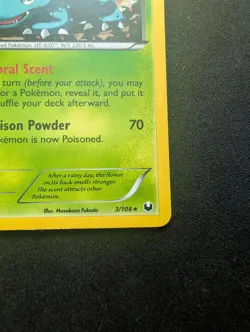 ed Pokémon. HT: 6'07" WT: 220.5 lbs.
oral Scent
turn (before your attack), you may
for a Pokémon, reveal it, and put it
uffle your deck afterward.
ison Powder 70
kémon is now Poisoned.
After a rainy day, the flower
on its back smells stronger.
The scent attracts other
Pokémon.
Illus. Masakazu Fukuda 3/108 ★